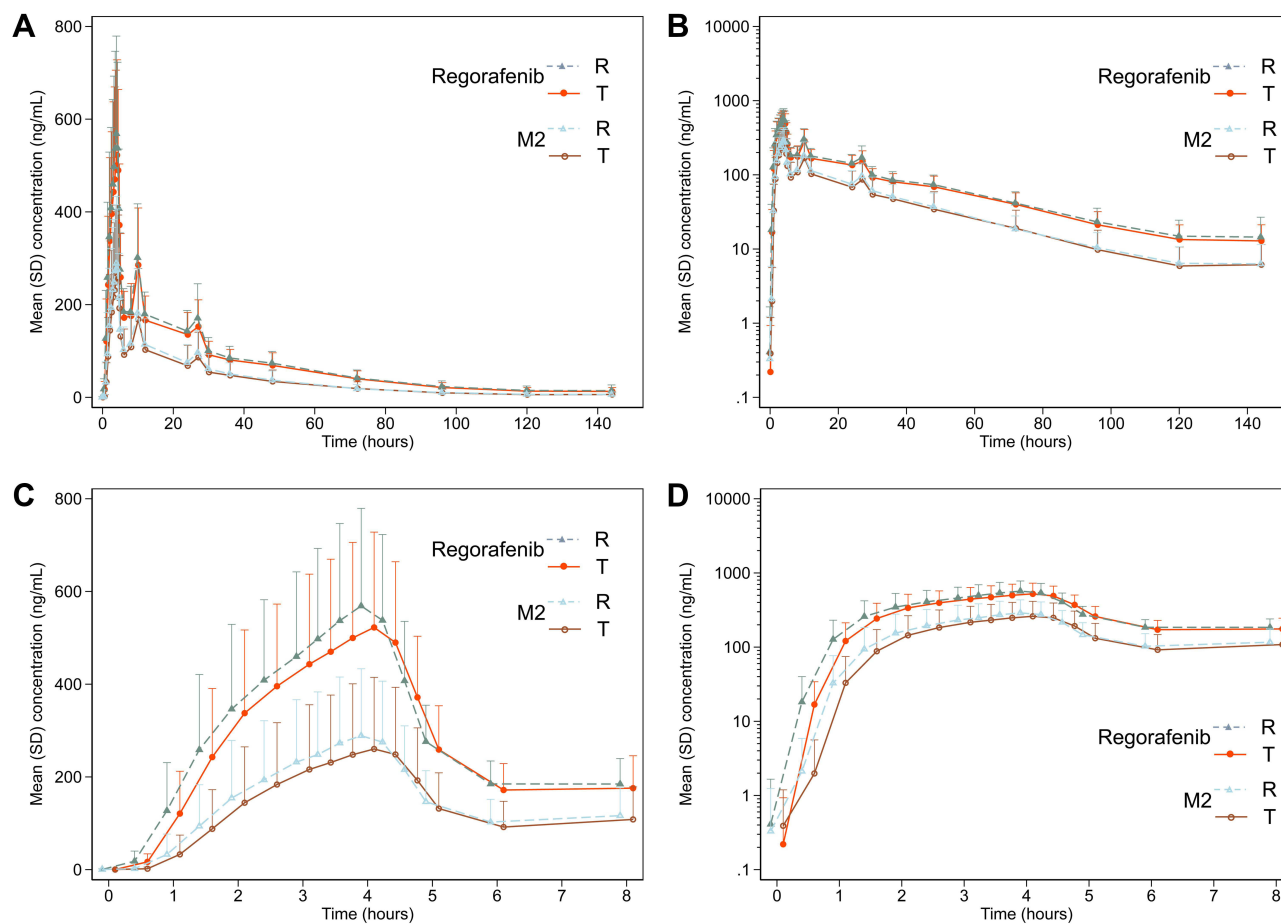 A
Mean (SD) concentration (ng/mL)
800
600
400
200
0
0 20 40 60 80 100 120 140
Time (hours)
Regorafenib
R
T
M2
R
T
B
Mean (SD) concentration (ng/mL)
10000
1000
100
10
1
.1
0 20 40 60 80 100 120 140
Time (hours)
Regorafenib
R
T
M2
R
T
C
Mean (SD) concentration (ng/mL)
800
600
400
200
0
0 1 2 3 4 5 6 7 8
Time (hours)
Regorafenib
R
T
M2
R
T
D
Mean (SD) concentration (ng/mL)
10000
1000
100
10
1
.1
0 1 2 3 4 5 6 7 8
Time (hours)
Regorafenib
R
T
M2
R
T